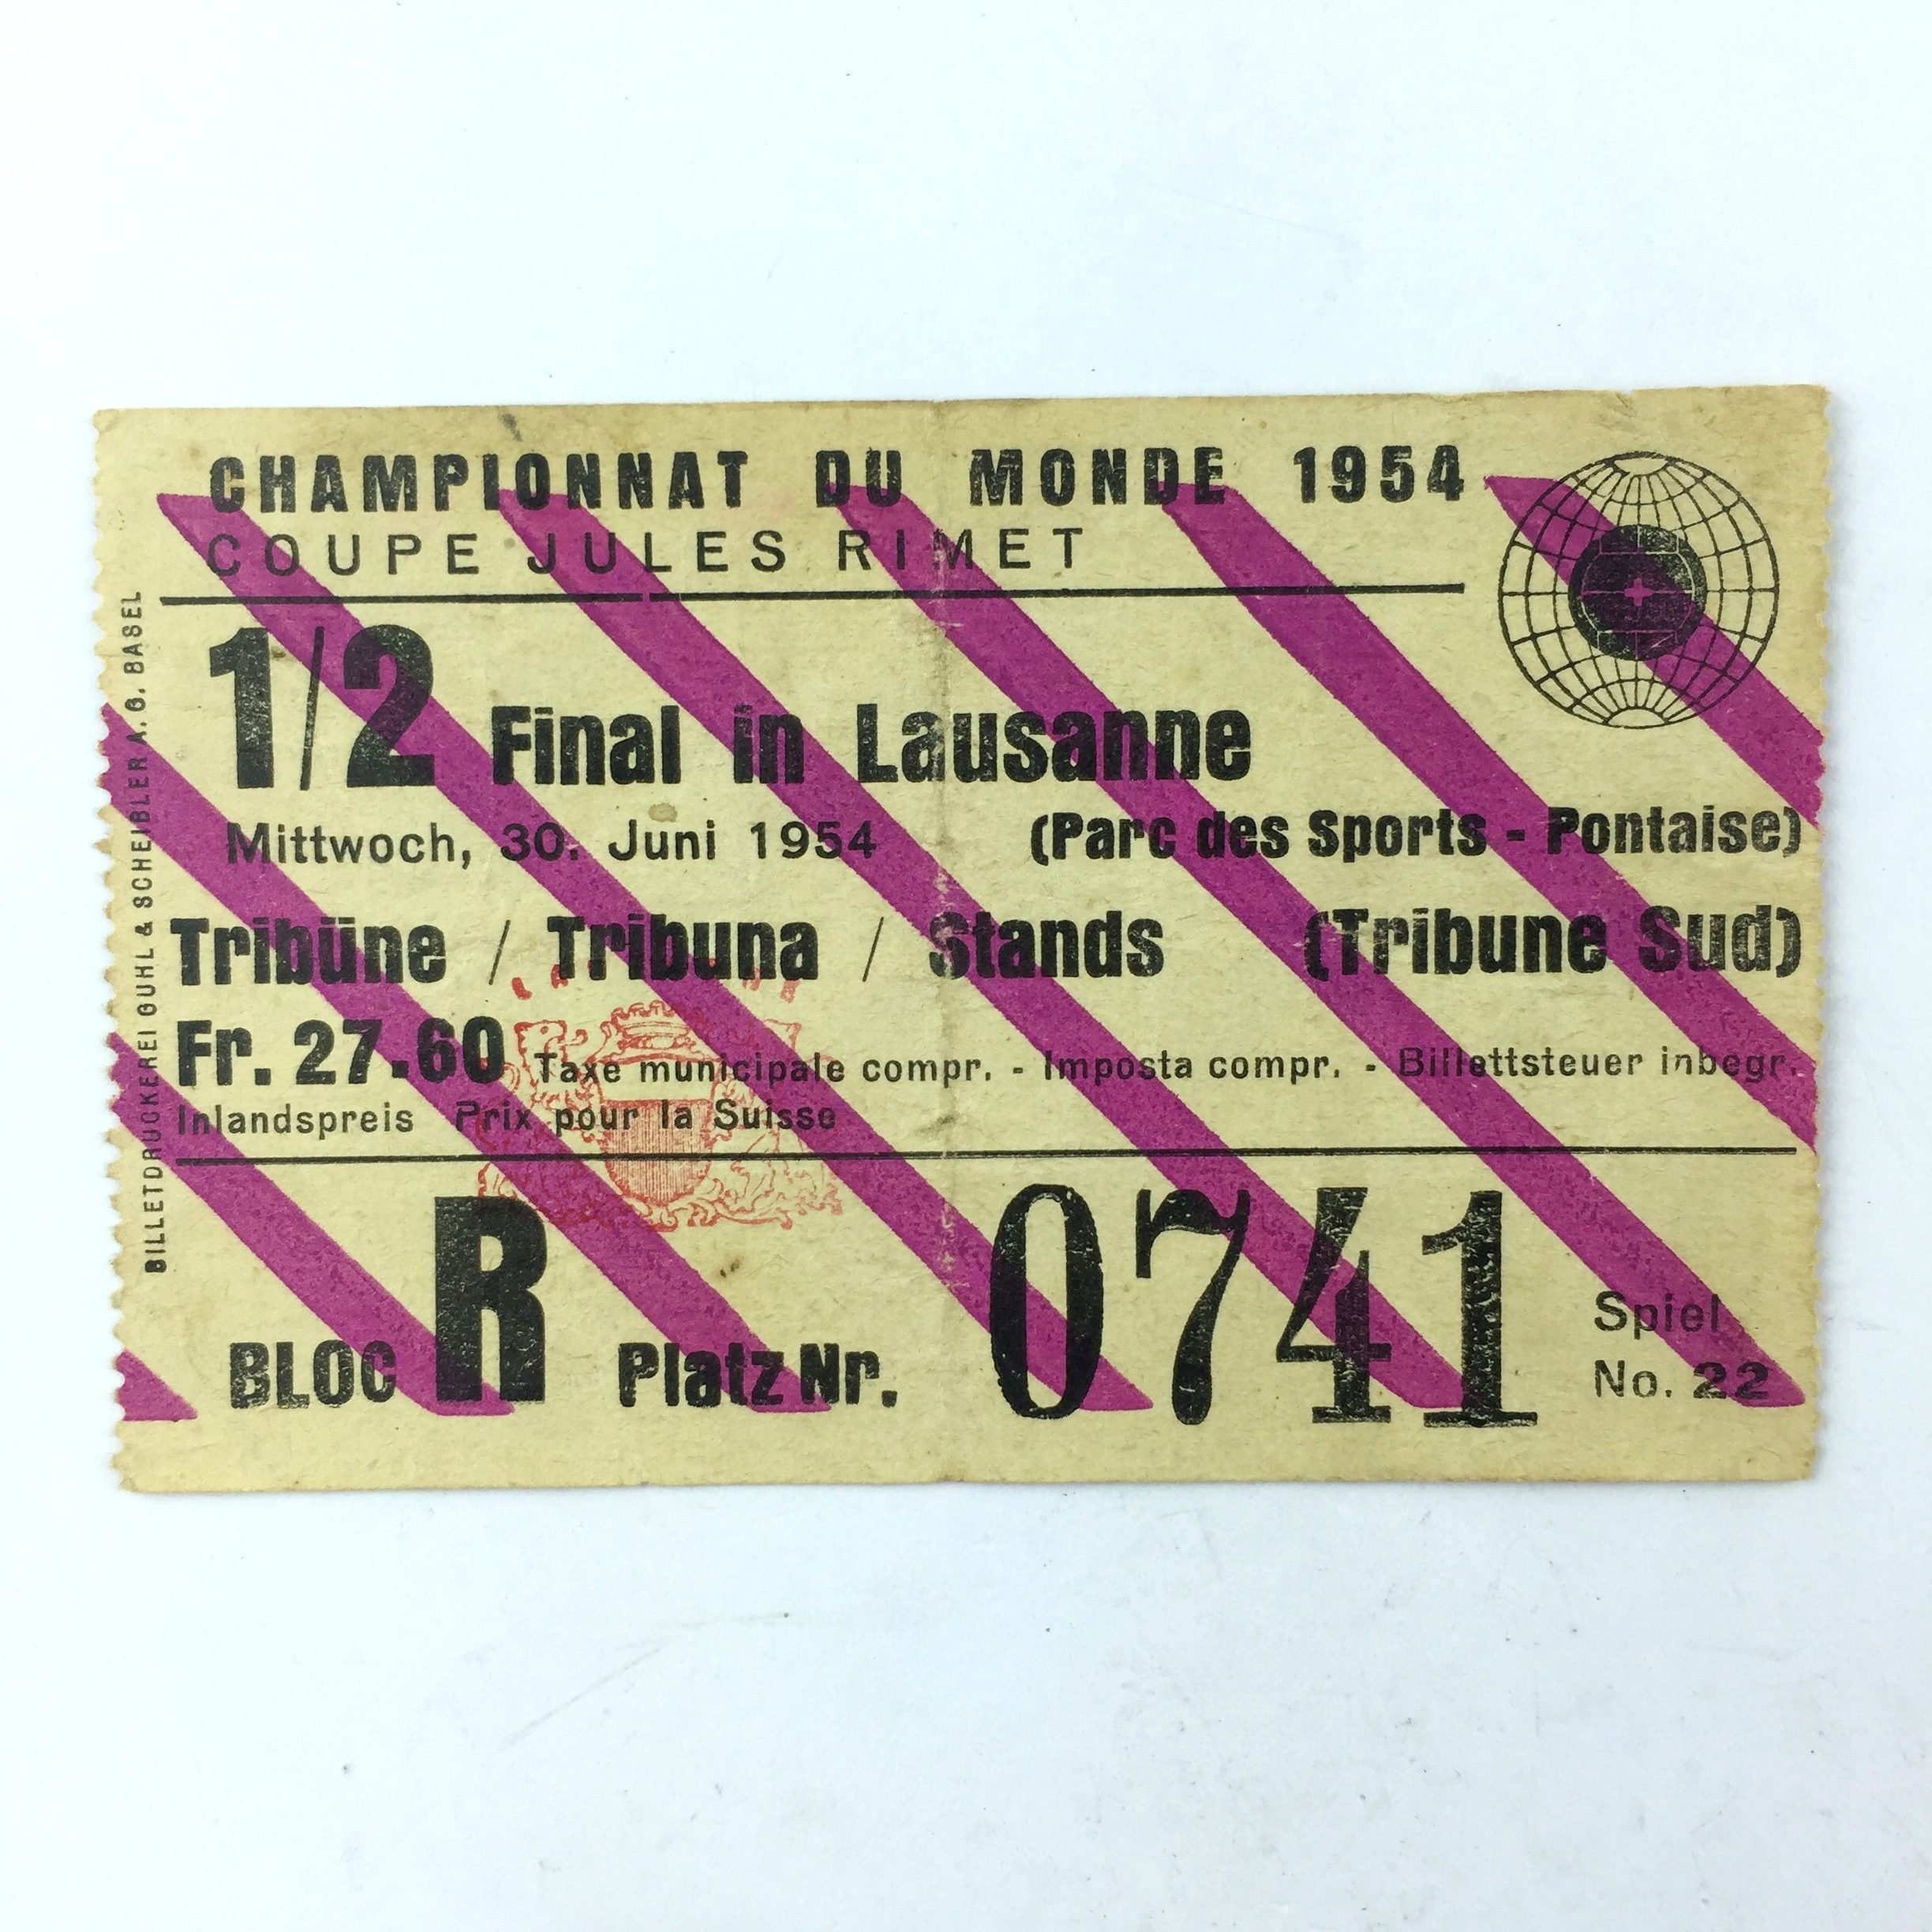 CHAMPIONNAT DU MONDE 1954
COUPE JULES RIMET
1/2 Final in Lausanne
Mittwoch, 30. Juni 1954 (Parc des Sports - Pontaise)
Tribüne / Tribuna / Stands (Tribune Sud)
Fr. 27.60 Taxe municipale compr. - Imposta compr. - Billettsteuer inbegr.
Inlandspreis Prix pour la Suisse
BLOC R Platz Nr. 0741
Spiel
No. 22
BILLETDRUCKEREI GUHL & SCHEIBLER A.G. BASEL